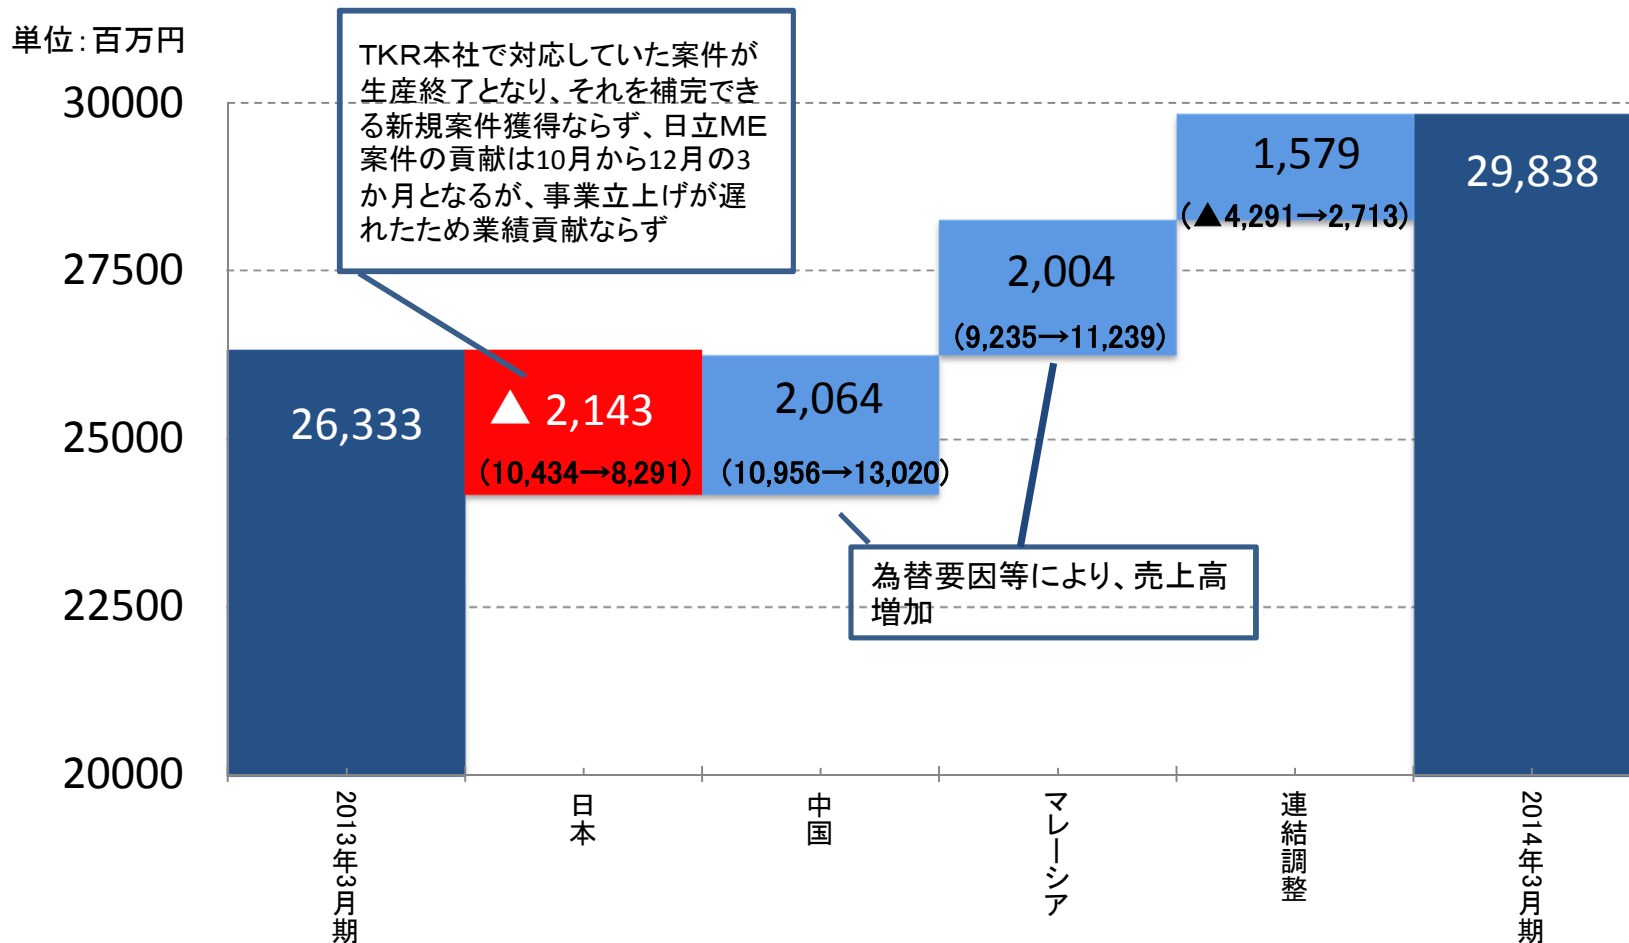 単位：百万円
TKR本社で対応していた案件が
生産終了となり、それを補完でき
る新規案件獲得ならず、日立ME
案件の貢献は10月から12月の3
か月となるが、事業立上げが遅
れたため業績貢献ならず
30000
27500
25000
22500
20000
26,333
▲ 2,143
（10,434→8,291）
2,064
（10,956→13,020）
2,004
（9,235→11,239）
1,579
（▲4,291→2,713）
29,838
為替要因等により、売上高
増加
2013年3月期
日本
中国
マレーシア
連結調整
2014年3月期